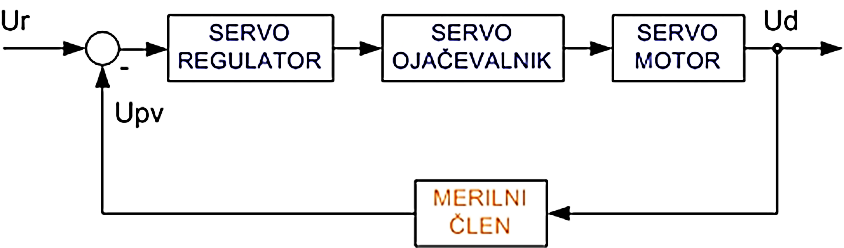 Ur
SERVO
REGULATOR
SERVO
OJAČEVALNIK
SERVO
MOTOR
Ud
-
Upv
MERILNI
ČLEN